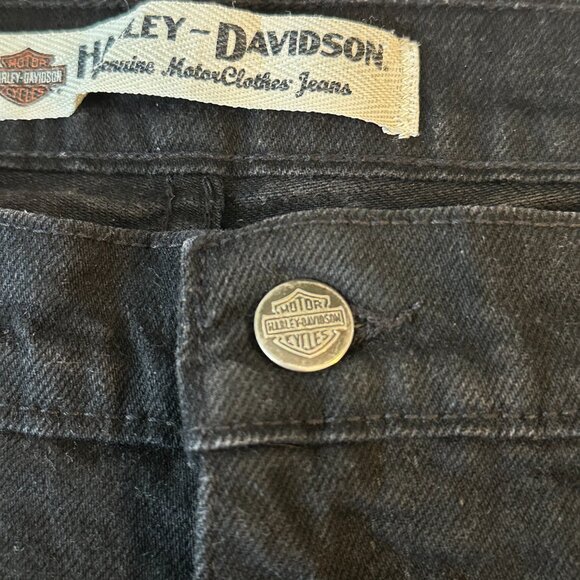 MOTOR
HARLEY-DAVIDSON
CYCLES
HARLEY-DAVIDSON
Genuine MotorClothes Jeans
MOTOR
HARLEY-DAVIDSON
CYCLES